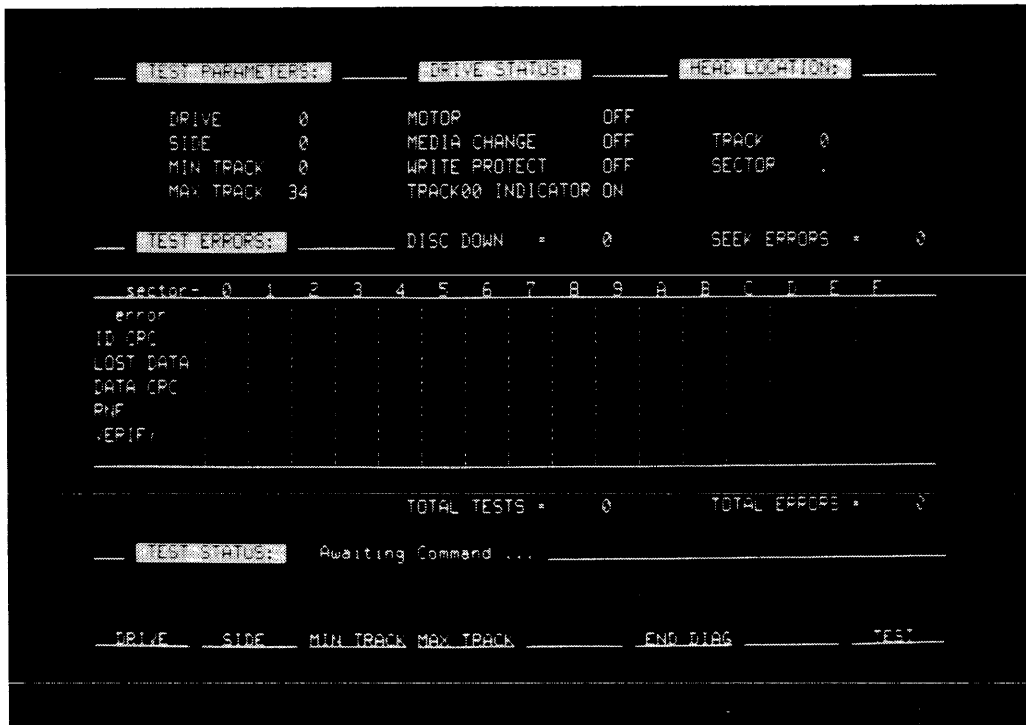 TEST PARAMETERS: DRIVE STATUS: HEAD LOCATION:
DRIVE 0 MOTOR OFF
SIDE 0 MEDIA CHANGE OFF TRACK 0
MIN TRACK 0 WRITE PROTECT OFF SECTOR .
MAX TRACK 34 TRACK00 INDICATOR ON
TEST ERRORS: DISC DOWN = 0 SEEK ERRORS = 0
sector- 0 1 2 3 4 5 6 7 8 9 A B C D E F
error
ID CRC
LOST DATA
DATA CRC
RNF
VERIFY
TOTAL TESTS = 0 TOTAL ERRORS = 0
TEST STATUS: Awaiting Command ...
DRIVE SIDE MIN TRACK MAX TRACK END DIAG TEST